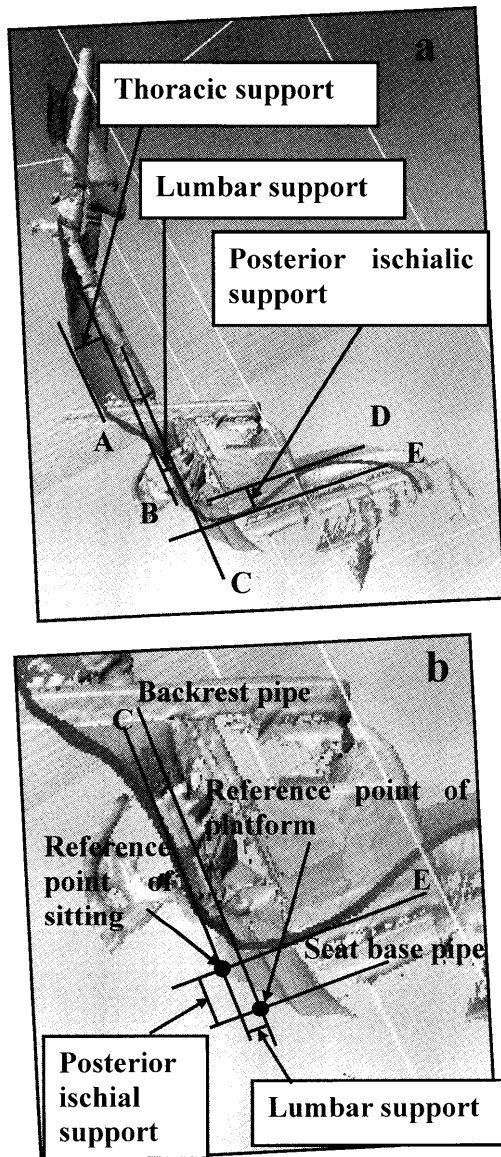 a
Thoracic support
Lumbar support
Posterior ischialic
support
D
E
A
B
C
b
Backrest pipe
C
Reference point of
platform
Reference
point of
sitting
E
Seat base pipe
Posterior
ischial
support
Lumbar support